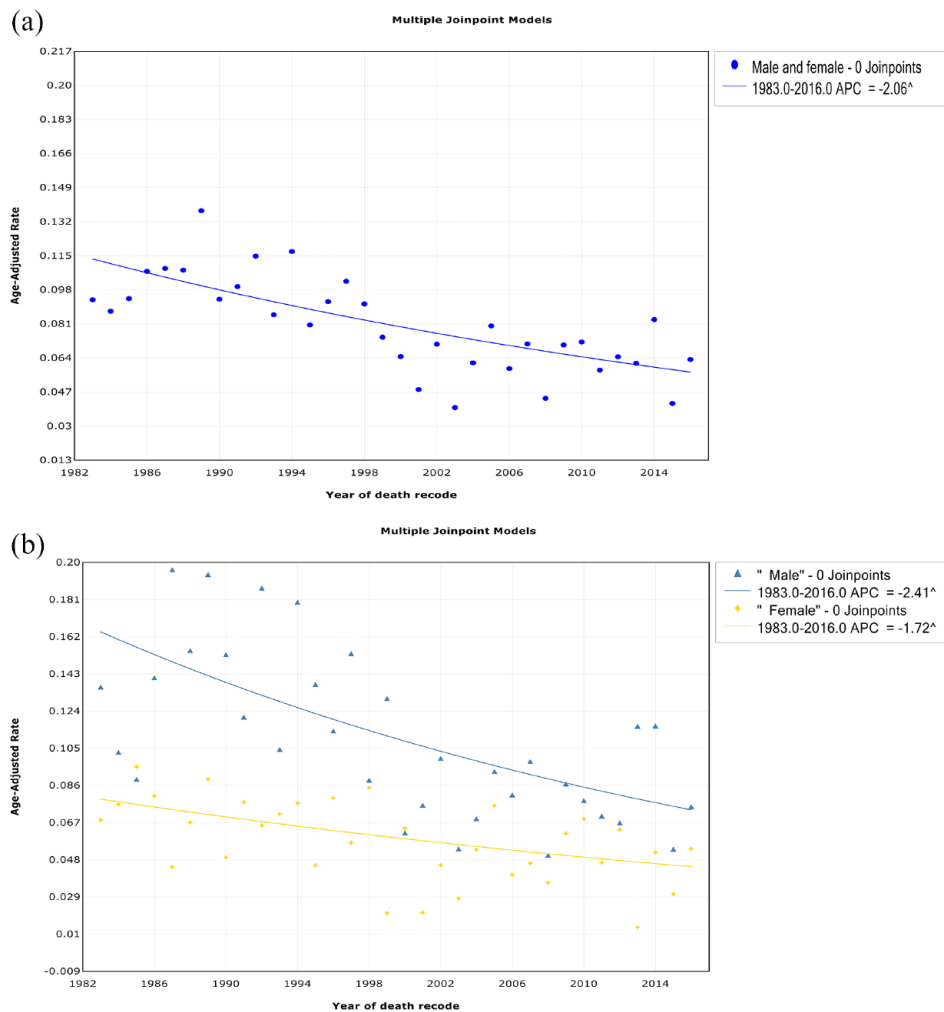 (a)
Multiple Joinpoint Models
0.217
0.20
0.183
0.166
0.149
0.132
0.115
0.098
0.081
0.064
0.047
0.03
0.013
Age-Adjusted Rate
1982 1986 1990 1994 1998 2002 2006 2010 2014
Year of death recode
Male and female - 0 Joinpoints
1983.0-2016.0 APC = -2.06^
(b)
Multiple Joinpoint Models
0.20
0.181
0.162
0.143
0.124
0.105
0.086
0.067
0.048
0.029
0.01
-0.009
Age-Adjusted Rate
1982 1986 1990 1994 1998 2002 2006 2010 2014
Year of death recode
" Male" - 0 Joinpoints
1983.0-2016.0 APC = -2.41^
" Female" - 0 Joinpoints
1983.0-2016.0 APC = -1.72^